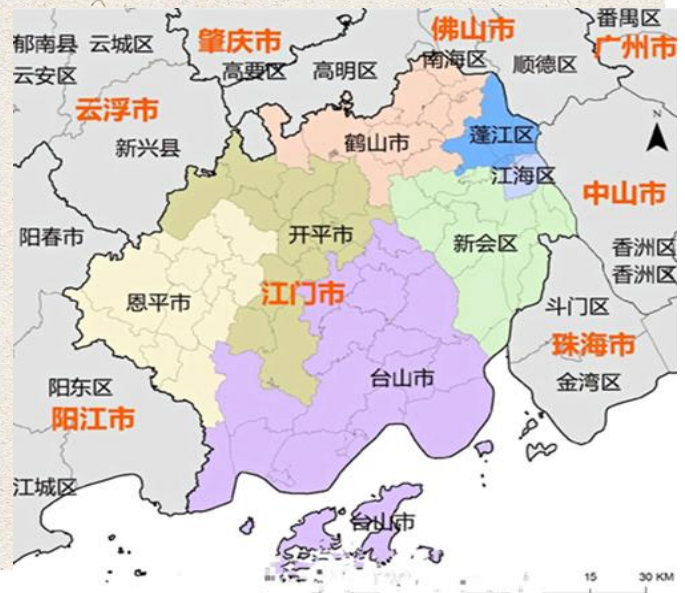 佛山市
番禺区
肇庆市
郁南县
云城区
广州市
南海区
顺德区
高要区
高明区
云安区
云浮市
蓬江区
鹤山市
新兴县
N
江海区
中山市
阳春市
开平市
新会区
香洲区
香洲区
江门市
恩平市
斗门区
珠海市
台山市
阳东区
金湾区
阳江市
江城区
台山市
15
30 KM